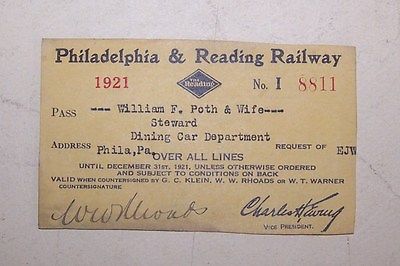 Philadelphia & Reading Railway
1921 The Reading No. I 8811
PASS --- William F. Poth & Wife---
Steward
Dining Car Department
ADDRESS Phila,Pa. REQUEST OF EJW
OVER ALL LINES
UNTIL DECEMBER 31ST, 1921, UNLESS OTHERWISE ORDERED
AND SUBJECT TO CONDITIONS ON BACK
VALID WHEN COUNTERSIGNED BY G. C. KLEIN, W. W. RHOADS OR W. T. WARNER
COUNTERSIGNATURE
WWRhoads
VICE PRESIDENT.